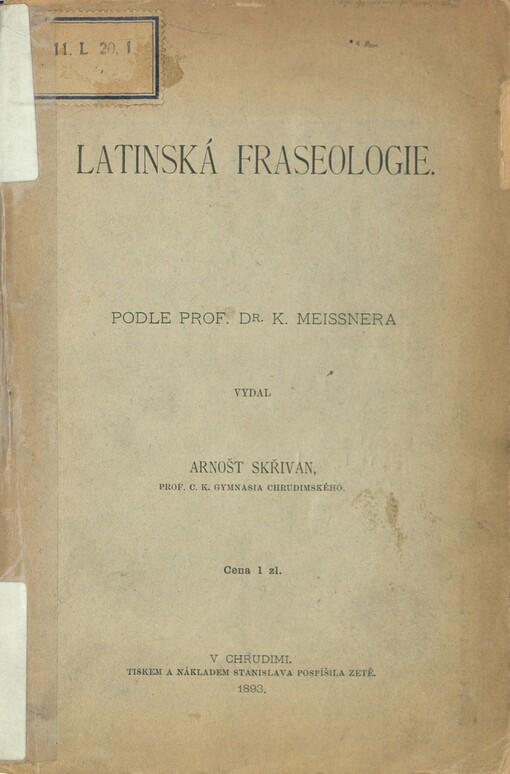 11. L 20. 1.
LATINSKÁ FRASEOLOGIE.
PODLE PROF. DR. K. MEISSNERA
VYDAL
ARNOŠT SKŘIVAN,
PROF. C. K. GYMNASIA CHRUDIMSKÉHO.
Cena 1 zl.
V CHRUDIMI.
TISKEM A NÁKLADEM STANISLAVA POSPÍŠILA ZETĚ.
1893.